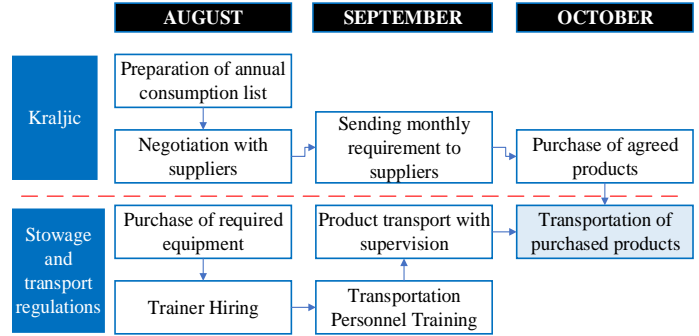 AUGUST
SEPTEMBER
OCTOBER
Kraljic
Preparation of annual
consumption list
Negotiation with
suppliers
Sending monthly
requirement to
suppliers
Purchase of agreed
products
Stowage
and
transport
regulations
Purchase of required
equipment
Product transport with
supervision
Transportation of
purchased products
Trainer Hiring
Transportation
Personnel Training